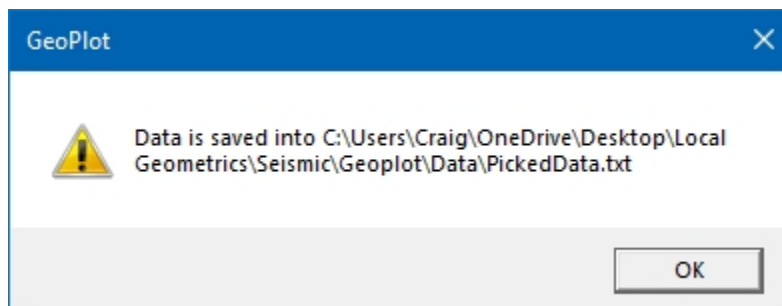 GeoPlot
Data is saved into C:\Users\Craig\OneDrive\Desktop\Local
Geometrics\Seismic\Geoplot\Data\PickedData.txt
OK